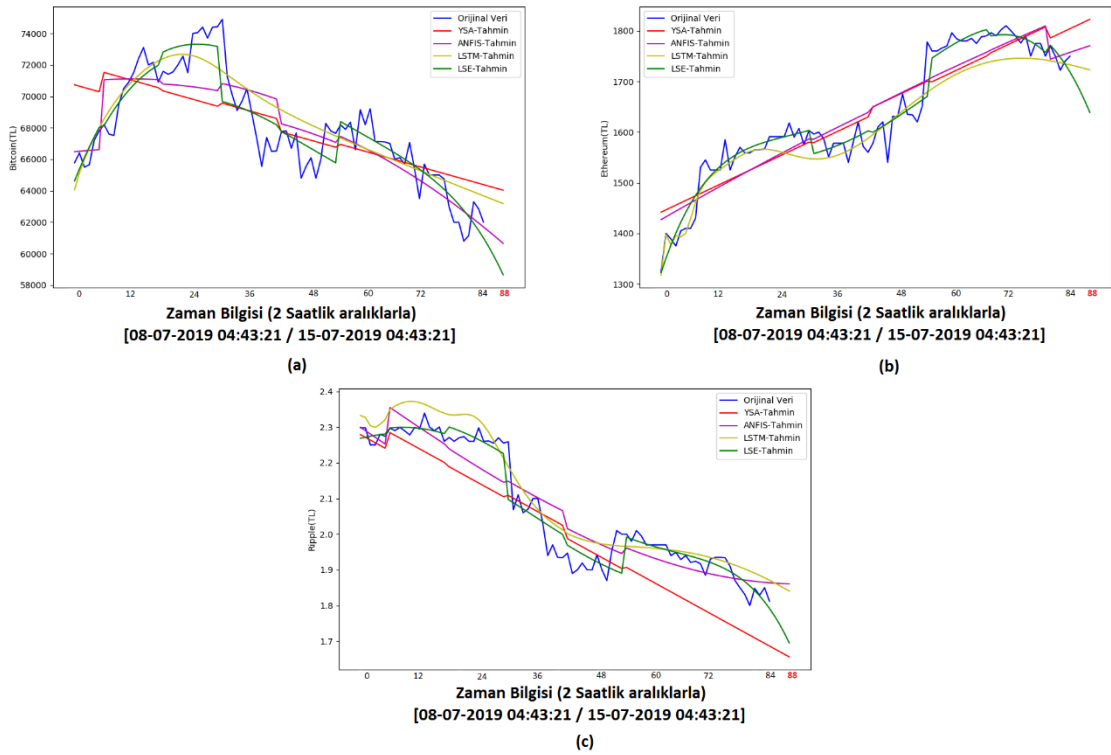 74000
72000
70000
68000
66000
64000
62000
60000
58000
Bitcoin(TL)
Orijinal Veri
YSA-Tahmin
ANFIS-Tahmin
LSTM-Tahmin
LSE-Tahmin
0 12 24 36 48 60 72 84 88
Zaman Bilgisi (2 Saatlik aralıklarla)
[08-07-2019 04:43:21 / 15-07-2019 04:43:21]
(a)
1800
1700
1600
1500
1400
1300
Ethereum(TL)
Orijinal Veri
YSA-Tahmin
ANFIS-Tahmin
LSTM-Tahmin
LSE-Tahmin
0 12 24 36 48 60 72 84 88
Zaman Bilgisi (2 Saatlik aralıklarla)
[08-07-2019 04:43:21 / 15-07-2019 04:43:21]
(b)
2.4
2.3
2.2
2.1
2.0
1.9
1.8
1.7
Ripple(TL)
Orijinal Veri
YSA-Tahmin
ANFIS-Tahmin
LSTM-Tahmin
LSE-Tahmin
0 12 24 36 48 60 72 84 88
Zaman Bilgisi (2 Saatlik aralıklarla)
[08-07-2019 04:43:21 / 15-07-2019 04:43:21]
(c)